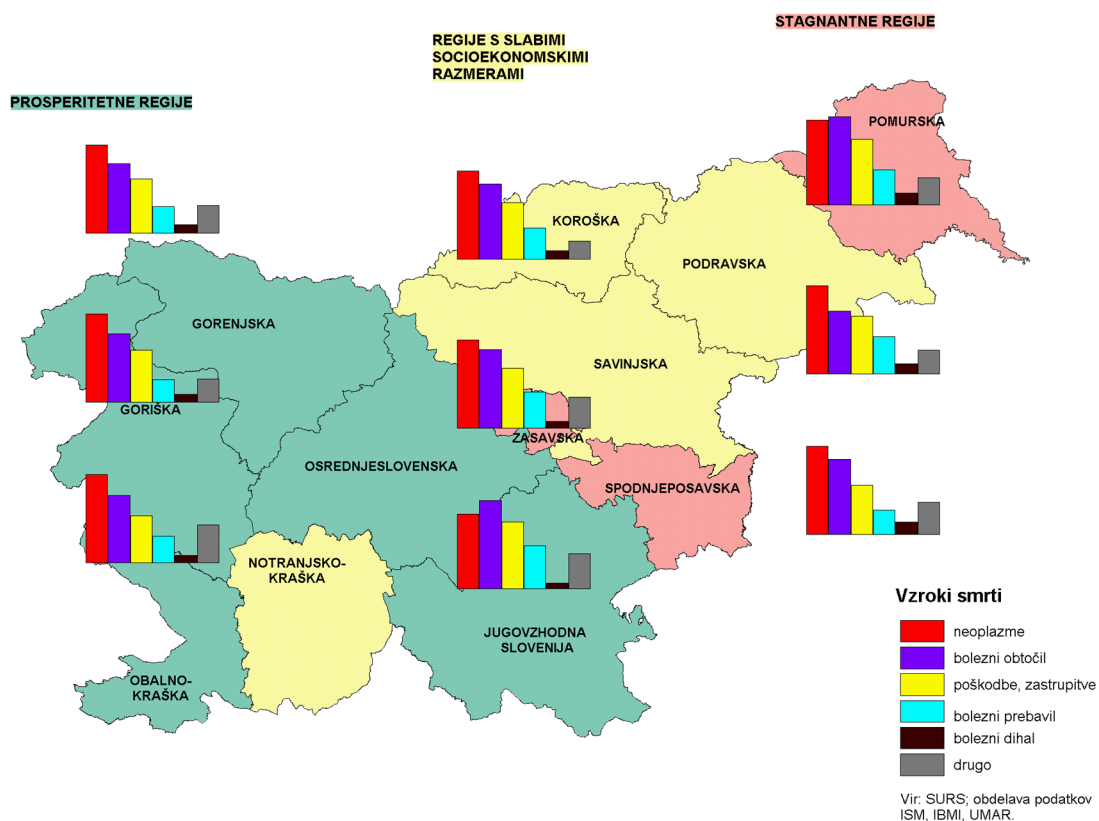 STAGNANTNE REGIJE
REGIJE S SLABIMI
SOCIOEKONOMSKIMI
RAZMERAMI
PROSPERITETNE REGIJE
POMURSKA
KOROŠKA
PODRAVSKA
GORENJSKA
SAVINJSKA
GORIŠKA
ZASAVSKA
OSREDNJESLOVENSKA
SPODNJEPOSAVSKA
NOTRANJSKO-
KRAŠKA
JUGOVZHODNA
SLOVENIJA
OBALNO-
KRAŠKA
Vzroki smrti
neoplazme
bolezni obtočil
poškodbe, zastrupitve
bolezni prebavil
bolezni dihal
drugo
Vir: SURS; obdelava podatkov
ISM, IBMI, UMAR.